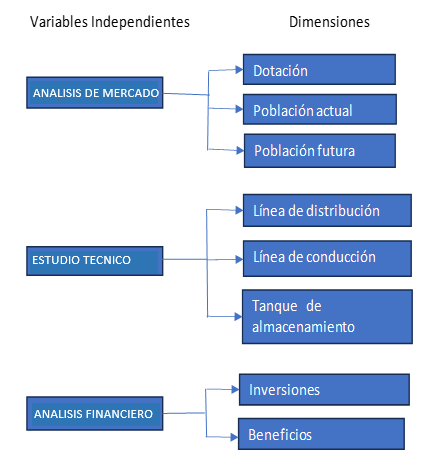 Variables Independientes
Dimensiones
ANALISIS DE MERCADO
Dotación
Población actual
Población futura
ESTUDIO TECNICO
Línea de distribución
Línea de conducción
Tanque de
almacenamiento
ANALISIS FINANCIERO
Inversiones
Beneficios